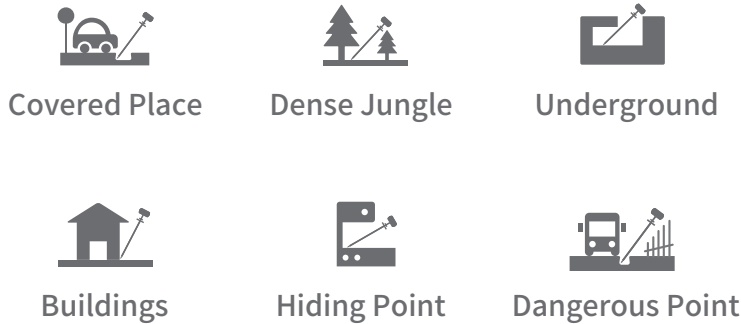 Covered Place
Dense Jungle
Underground
Buildings
Hiding Point
Dangerous Point